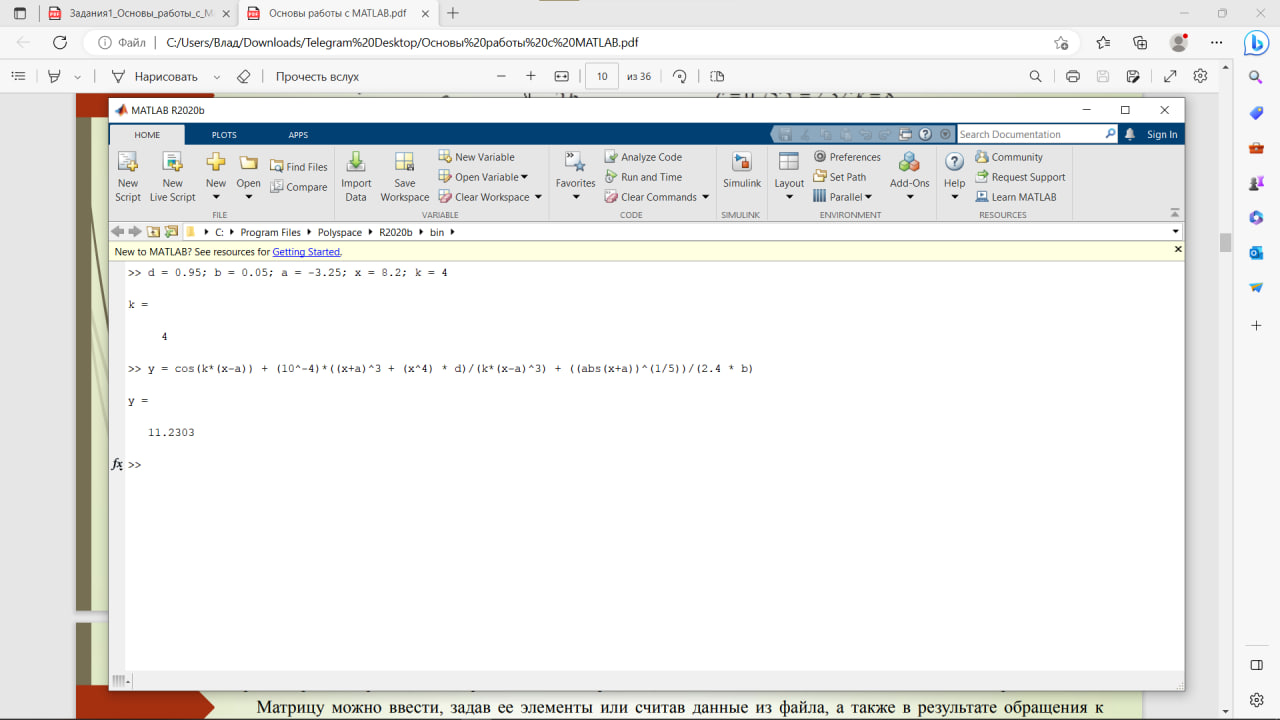 Задания1_Основы_работы_с_M
Основы работы с MATLAB.pdf
Файл
C:/Users/Влад/Downloads/Telegram%20Desktop/Основы%20работы%20с%20MATLAB.pdf
Нарисовать
Прочесть вслух
10 из 36
MATLAB R2020b
HOME PLOTS APPS
Search Documentation
Sign In
New Script
New Live Script
New
Open
Find Files
Compare
FILE
Import Data
Save Workspace
New Variable
Open Variable
Clear Workspace
VARIABLE
Favorites
Analyze Code
Run and Time
Clear Commands
CODE
Simulink
SIMULINK
Layout
Preferences
Set Path
Parallel
Add-Ons
ENVIRONMENT
Help
Community
Request Support
Learn MATLAB
RESOURCES
C: Program Files Polyspace R2020b bin
New to MATLAB? See resources for Getting Started.
>> d = 0.95; b = 0.05; a = -3.25; x = 8.2; k = 4
k =
4
>> y = cos(k*(x-a)) + (10^-4)*((x+a)^3 + (x^4) * d)/(k*(x-a)^3) + ((abs(x+a))^(1/5))/(2.4 * b)
y =
11.2303
fx >>
Матрицу можно ввести, задав ее элементы или считав данные из файла, а также в результате обращения к